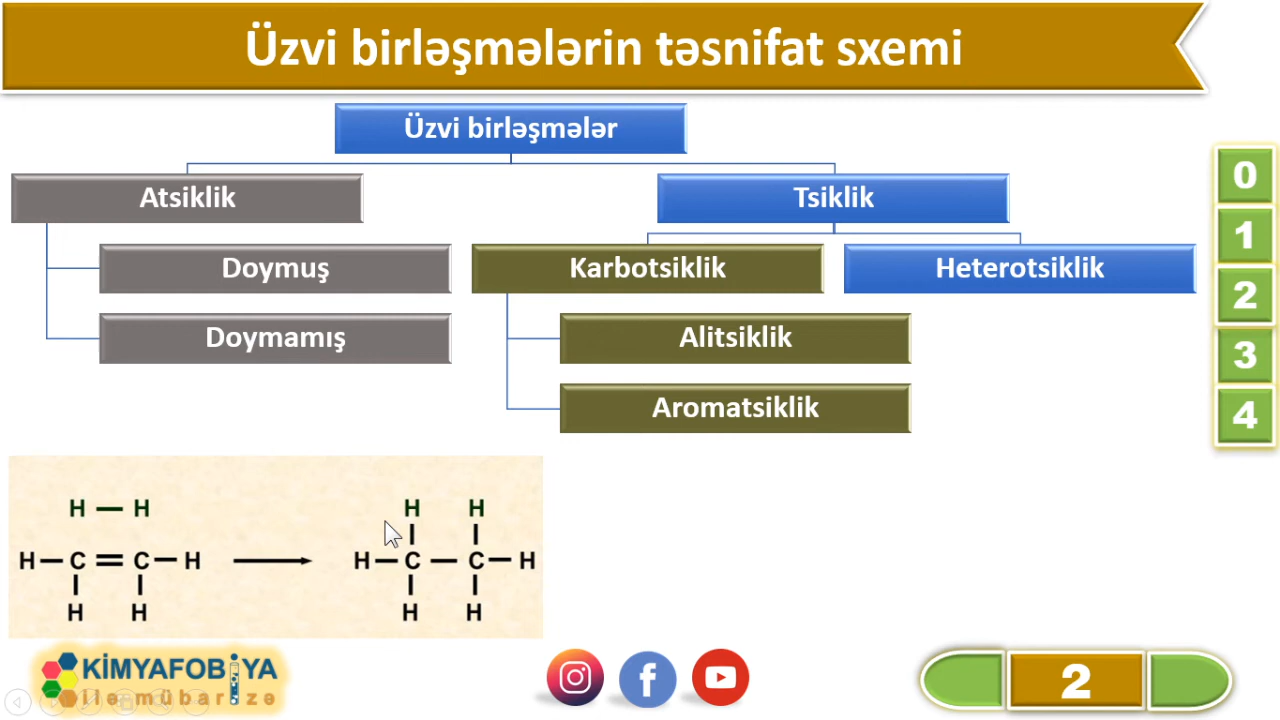 Üzvi birləşmələrin təsnifat sxemi
Üzvi birləşmələr
Atsiklik
Tsiklik
Doymuş
Karbotsiklik
Heterotsiklik
Doymamış
Alitsiklik
Aromatsiklik
0
1
2
3
4
H — H
H — C = C — H
H H
H H
H — C — C — H
H H
KİMYAFOBİYA
ilə mübarizə
2